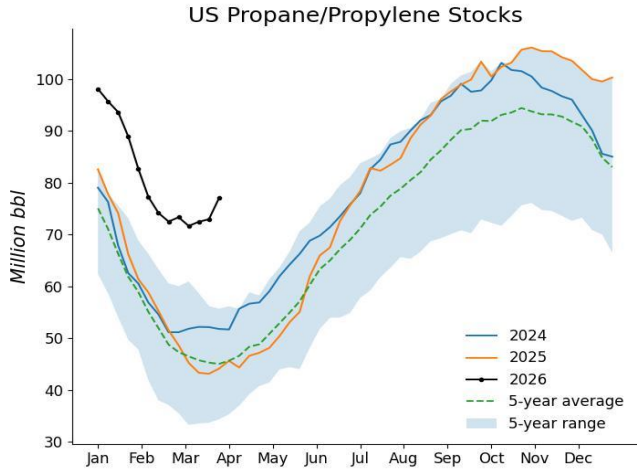 US Propane/Propylene Stocks
Million bbl
100
90
80
70
60
50
40
30
Jan Feb Mar Apr May Jun Jul Aug Sep Oct Nov Dec
2024
2025
2026
5-year average
5-year range